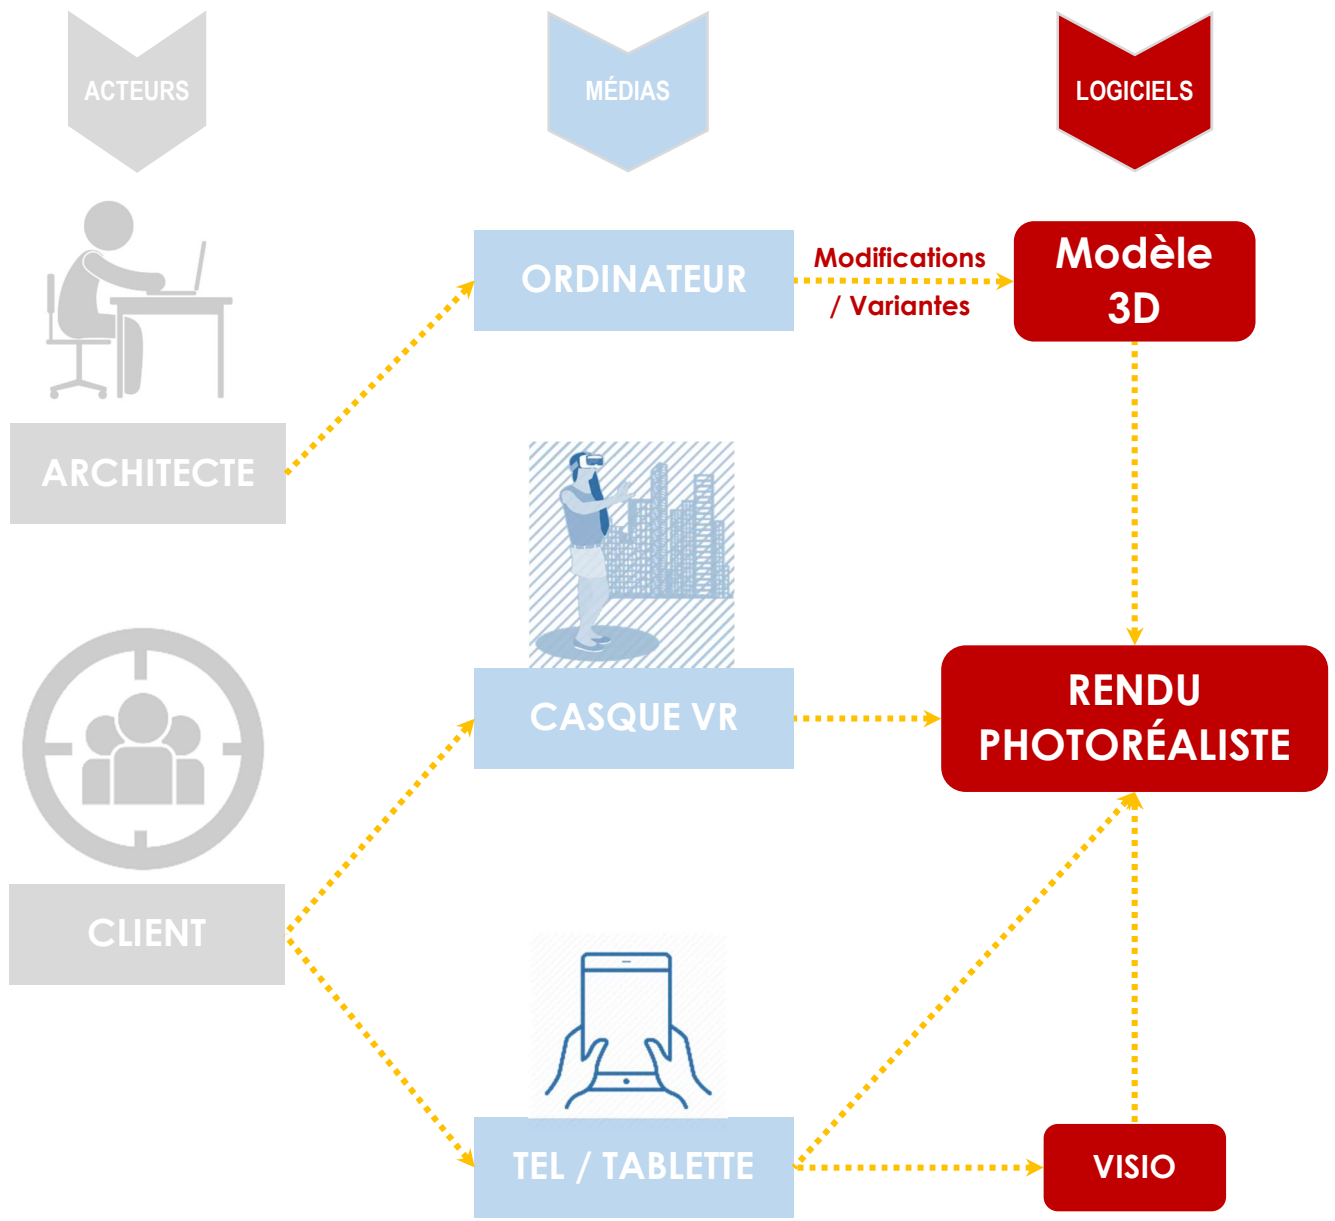 ACTEURS
MÉDIAS
LOGICIELS
ORDINATEUR
Modifications
/ Variantes
Modèle
3D
ARCHITECTE
CASQUE VR
RENDU
PHOTORÉALISTE
CLIENT
TEL / TABLETTE
VISIO